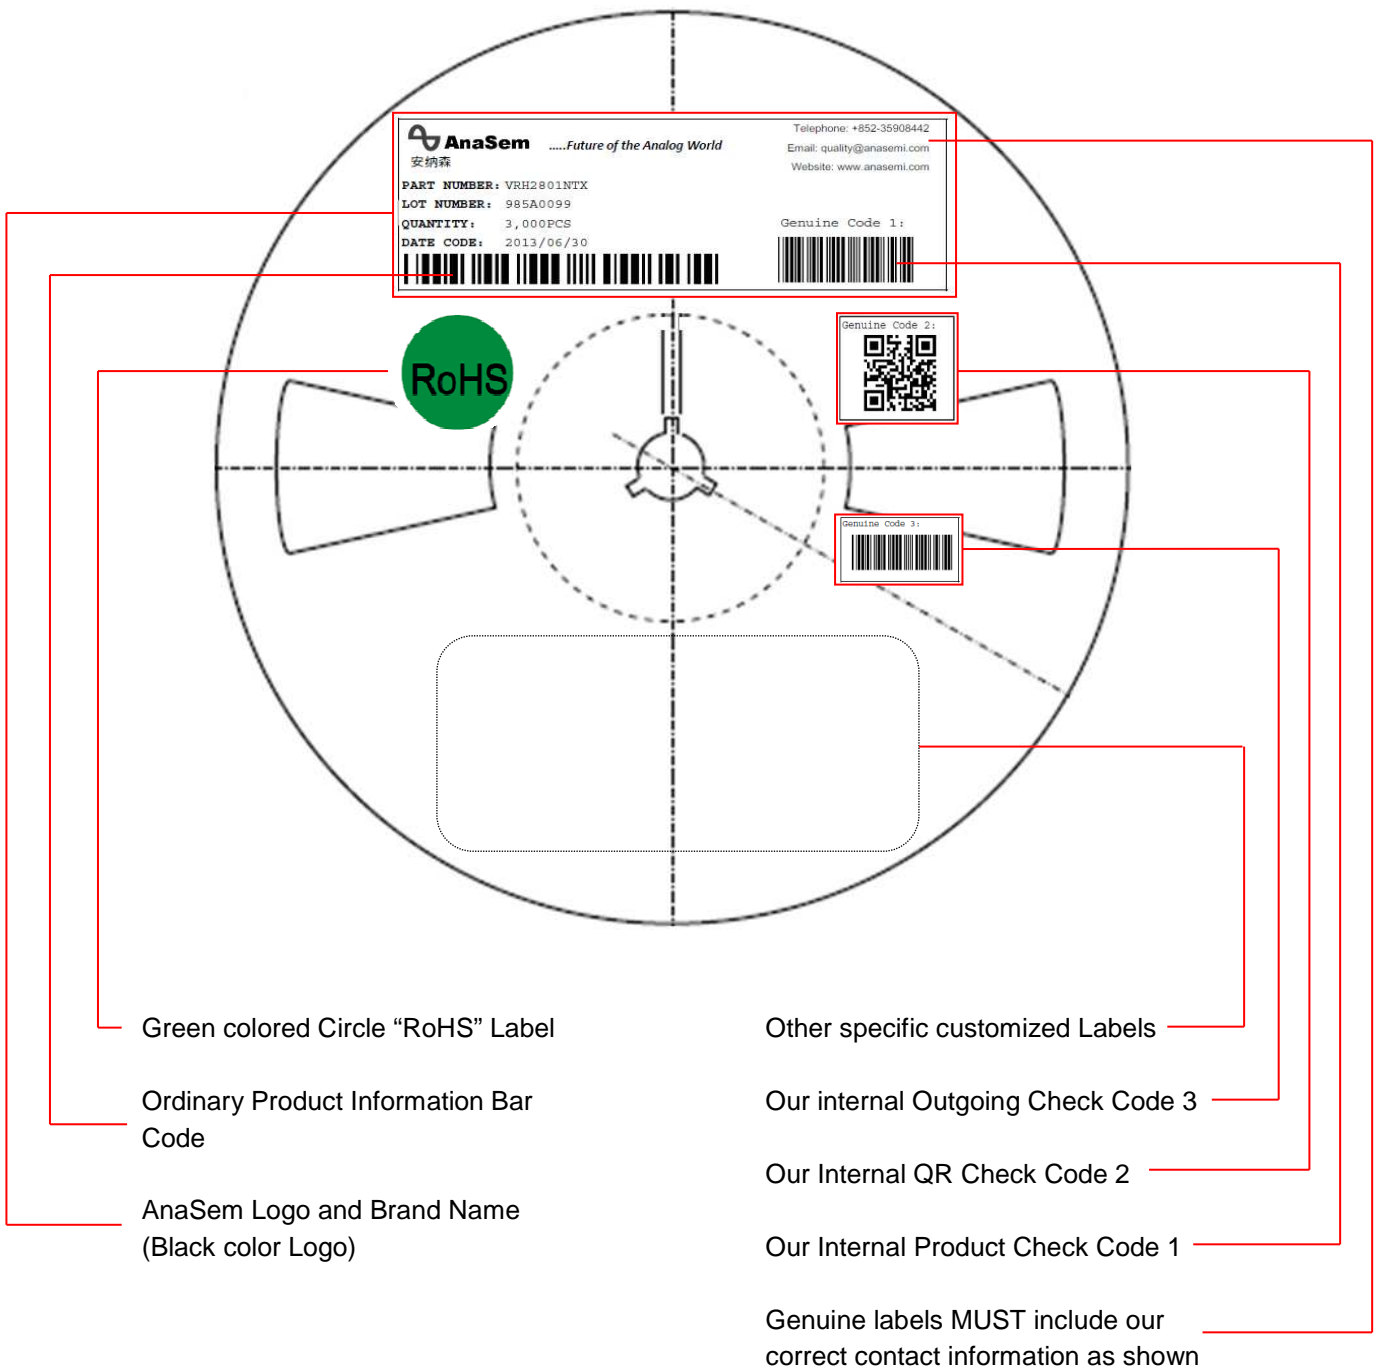 AnaSem .....Future of the Analog World
安纳森
Telephone: +852-35908442
Email: quality@anasemi.com
Website: www.anasemi.com
PART NUMBER: VRH2801NTX
LOT NUMBER: 985A0099
QUANTITY: 3,000PCS
DATE CODE: 2013/06/30
Genuine Code 1:
RoHS
Genuine Code 2:
Genuine Code 3:
Green colored Circle “RoHS” Label
Ordinary Product Information Bar
Code
AnaSem Logo and Brand Name
(Black color Logo)
Other specific customized Labels
Our internal Outgoing Check Code 3
Our Internal QR Check Code 2
Our Internal Product Check Code 1
Genuine labels MUST include our
correct contact information as shown